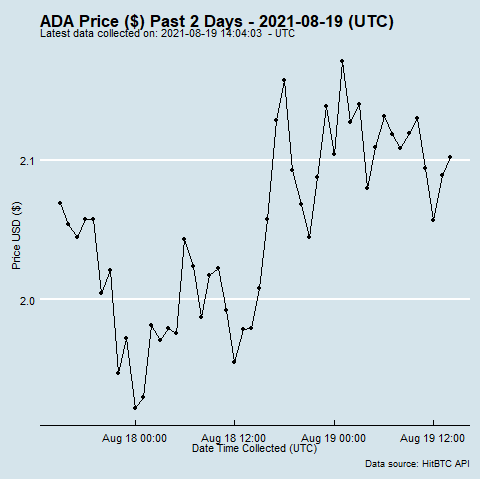 ADA Price ($) Past 2 Days - 2021-08-19 (UTC)
Latest data collected on: 2021-08-19 14:04:03  - UTC
Price USD ($)
2.1
2.0
Aug 18 00:00 Aug 18 12:00 Aug 19 00:00 Aug 19 12:00
Date Time Collected (UTC)
Data source: HitBTC API